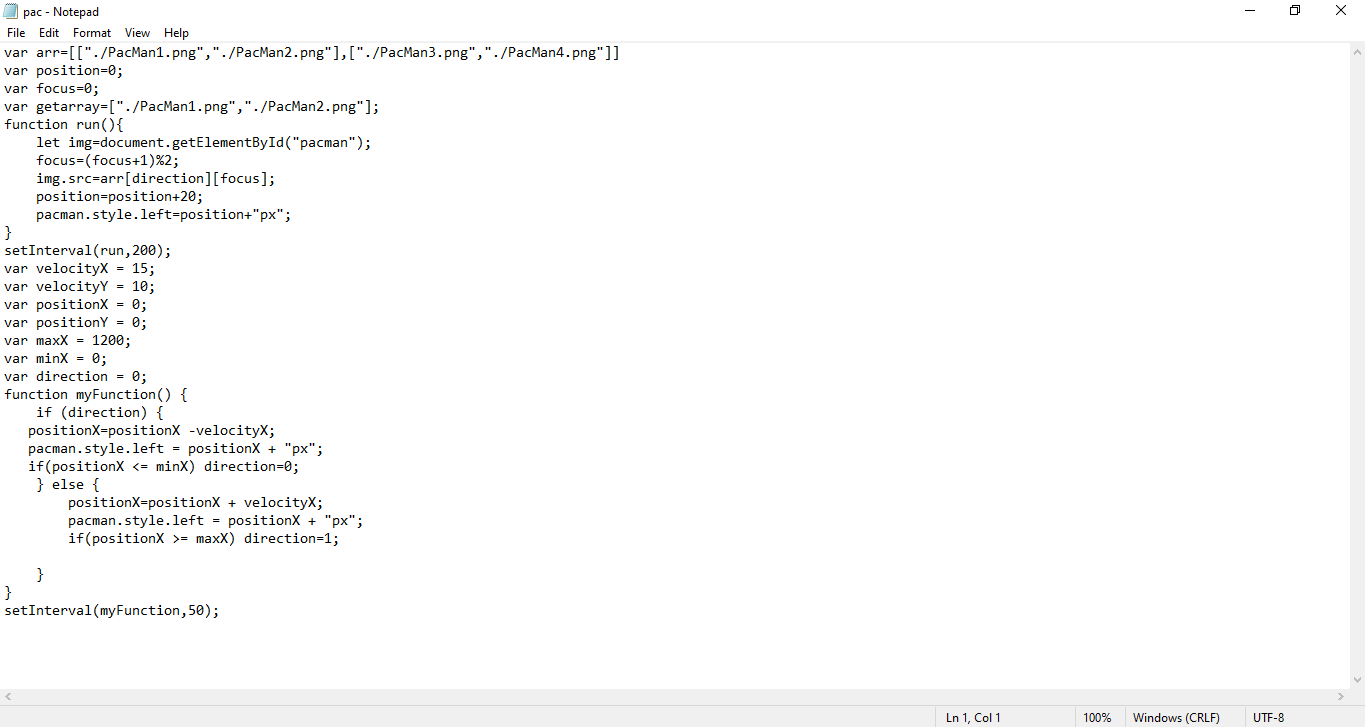 pac - Notepad
File Edit Format View Help
var arr=[["./PacMan1.png","./PacMan2.png"],["./PacMan3.png","./PacMan4.png"]]
var position=0;
var focus=0;
var getarray=["./PacMan1.png","./PacMan2.png"];
function run(){
    let img=document.getElementById("pacman");
    focus=(focus+1)%2;
    img.src=arr[direction][focus];
    position=position+20;
    pacman.style.left=position+"px";
}
setInterval(run,200);
var velocityX = 15;
var velocityY = 10;
var positionX = 0;
var positionY = 0;
var maxX = 1200;
var minX = 0;
var direction = 0;
function myFunction() {
    if (direction) {
   positionX=positionX -velocityX;
   pacman.style.left = positionX + "px";
   if(positionX <= minX) direction=0;
    } else {
        positionX=positionX + velocityX;
        pacman.style.left = positionX + "px";
        if(positionX >= maxX) direction=1;
    }
}
setInterval(myFunction,50);
Ln 1, Col 1 100% Windows (CRLF) UTF-8